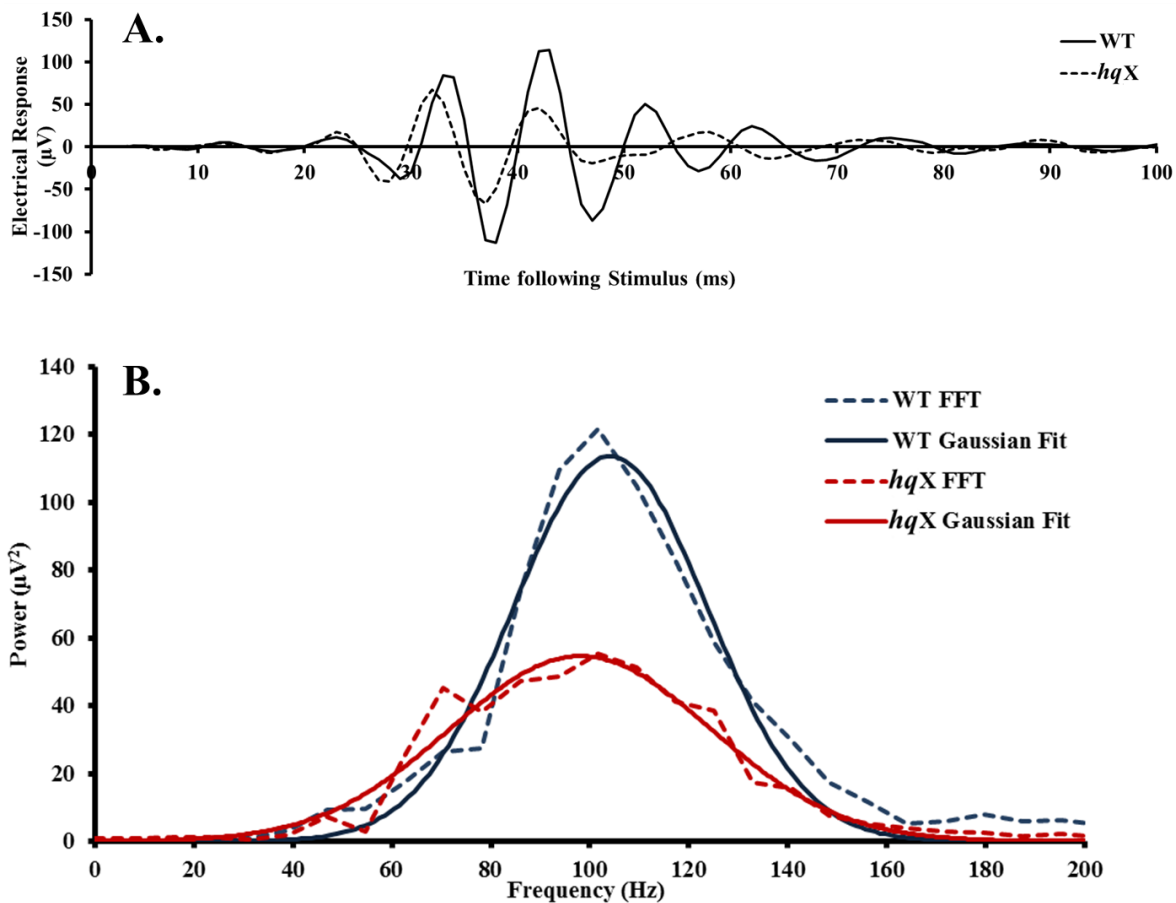 A.
WT
hqX
Electrical Response
(µV)
150
100
50
0
-50
-100
-150
0 10 20 30 40 50 60 70 80 90 100
Time following Stimulus (ms)
B.
WT FFT
WT Gaussian Fit
hqX FFT
hqX Gaussian Fit
Power (µV²)
140
120
100
80
60
40
20
0
0 20 40 60 80 100 120 140 160 180 200
Frequency (Hz)